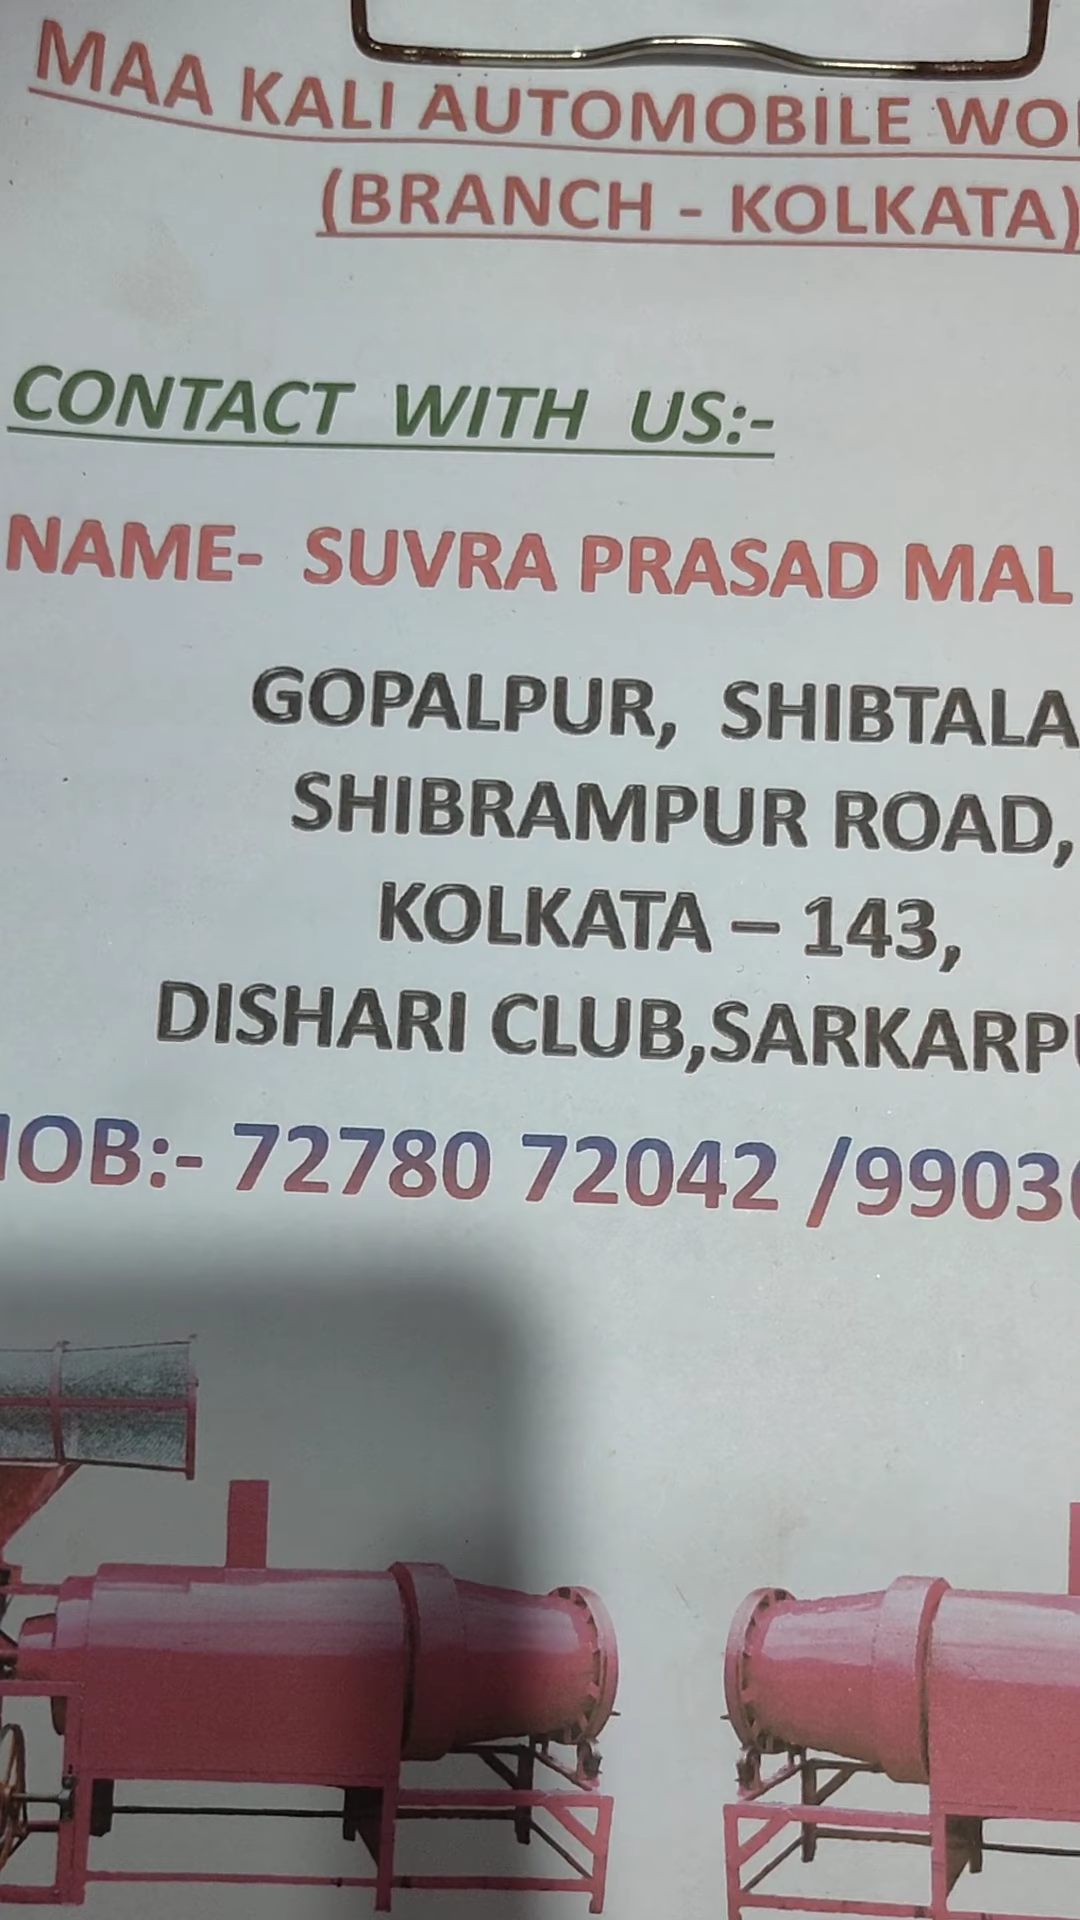 MAA KALI AUTOMOBILE WO
(BRANCH - KOLKATA)
CONTACT WITH US:-
NAME- SUVRA PRASAD MAL
GOPALPUR, SHIBTALA
SHIBRAMPUR ROAD,
KOLKATA – 143,
DISHARI CLUB,SARKARPU
OB:- 72780 72042 /9903